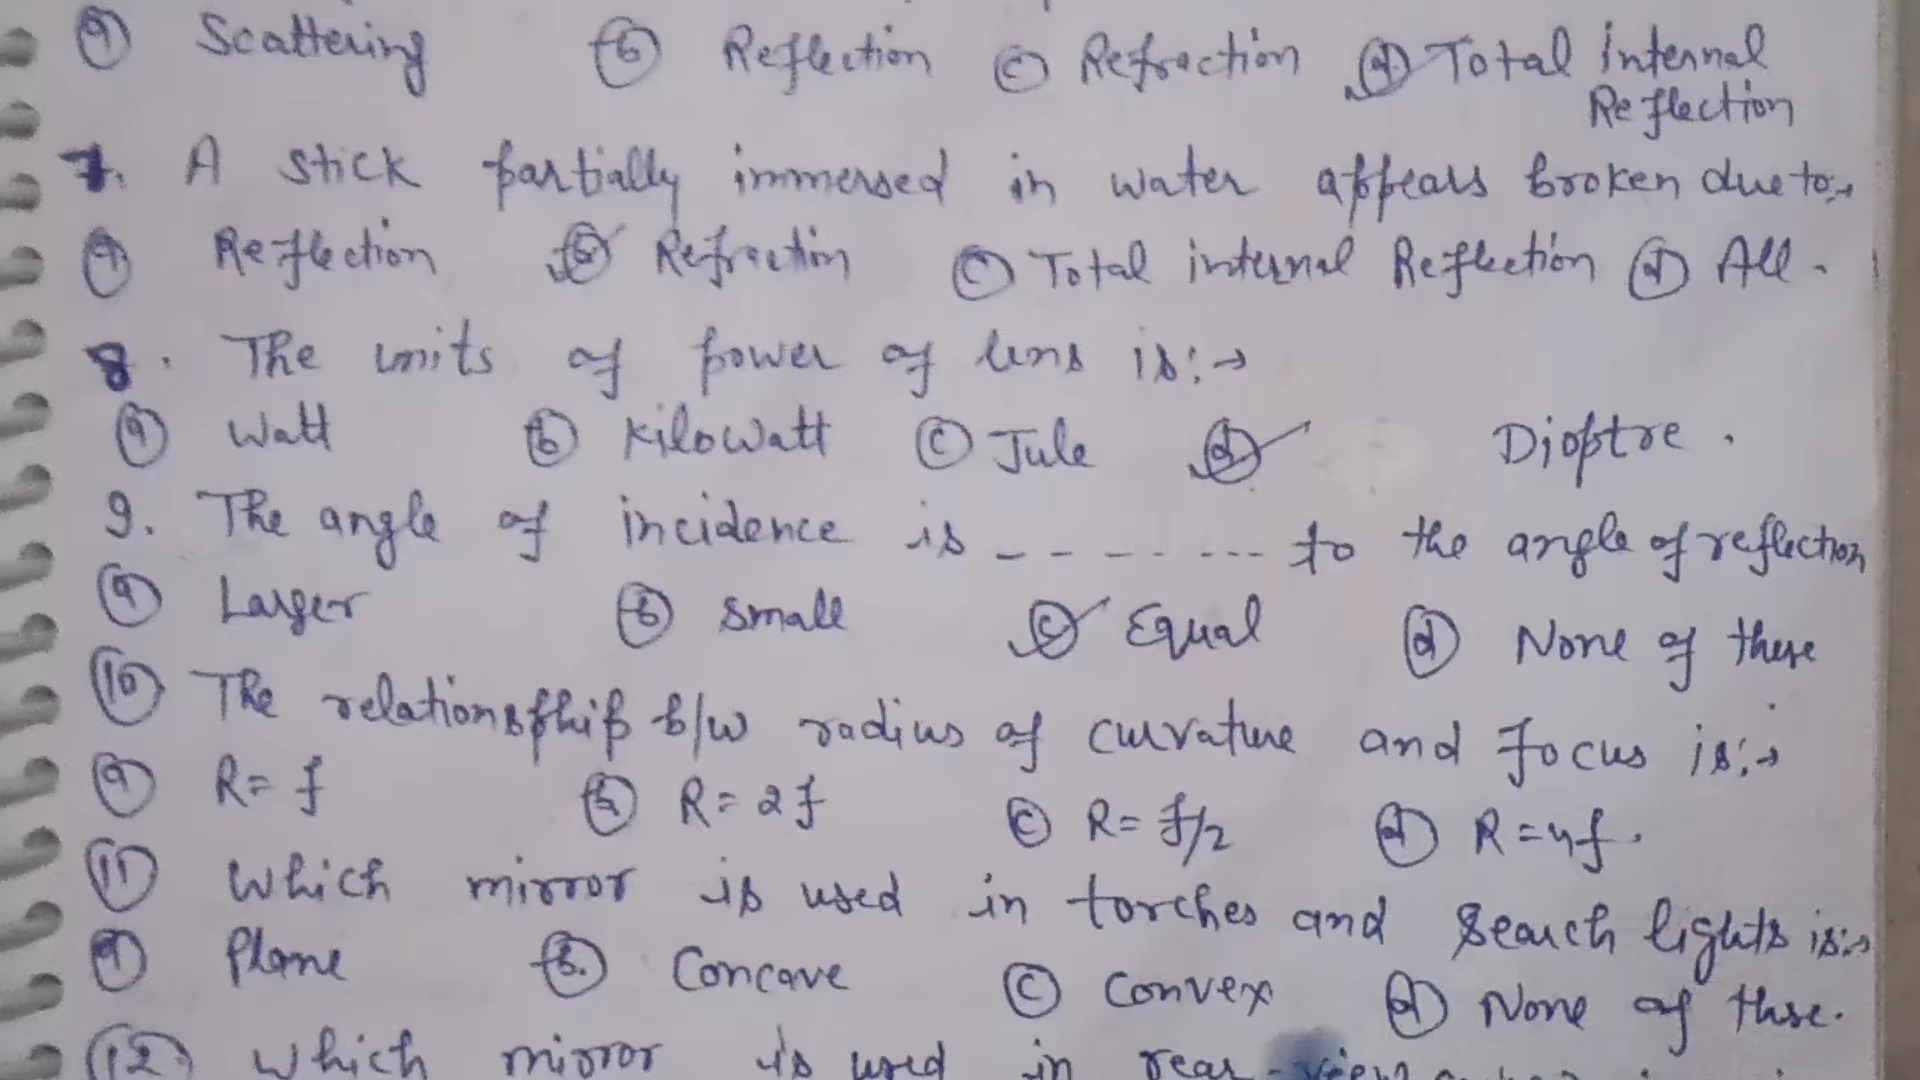 (a) Scattering (b) Reflection (c) Refraction (d) Total internal
Reflection
7. A stick partially immersed in water appears broken due to:→
(a) Reflection (b) Refraction (c) Total internal Reflection (d) All.
8. The units of power of lens is:→
(a) Watt (b) Kilowatt (c) Jule (d) Dioptre.
9. The angle of incidence is -------- to the angle of reflection
(a) Larger (b) Small (c) Equal (d) None of these
(10) The relationship b/w radius of curvature and focus is:→
(a) R= f (b) R= 2f (c) R= f/2 (d) R=4f.
(11) Which mirror is used in torches and Search lights is:→
(a) Plane (b) Concave (c) Convex (d) None of these.
(12) Which mirror is used in rear-view